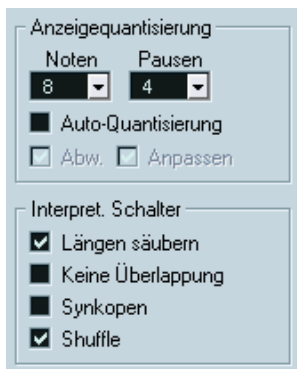 Anzeigequantisierung
Noten Pausen
8 4
Auto-Quantisierung
Abw. Anpassen
Interpret. Schalter
Längen säubern
Keine Überlappung
Synkopen
Shuffle